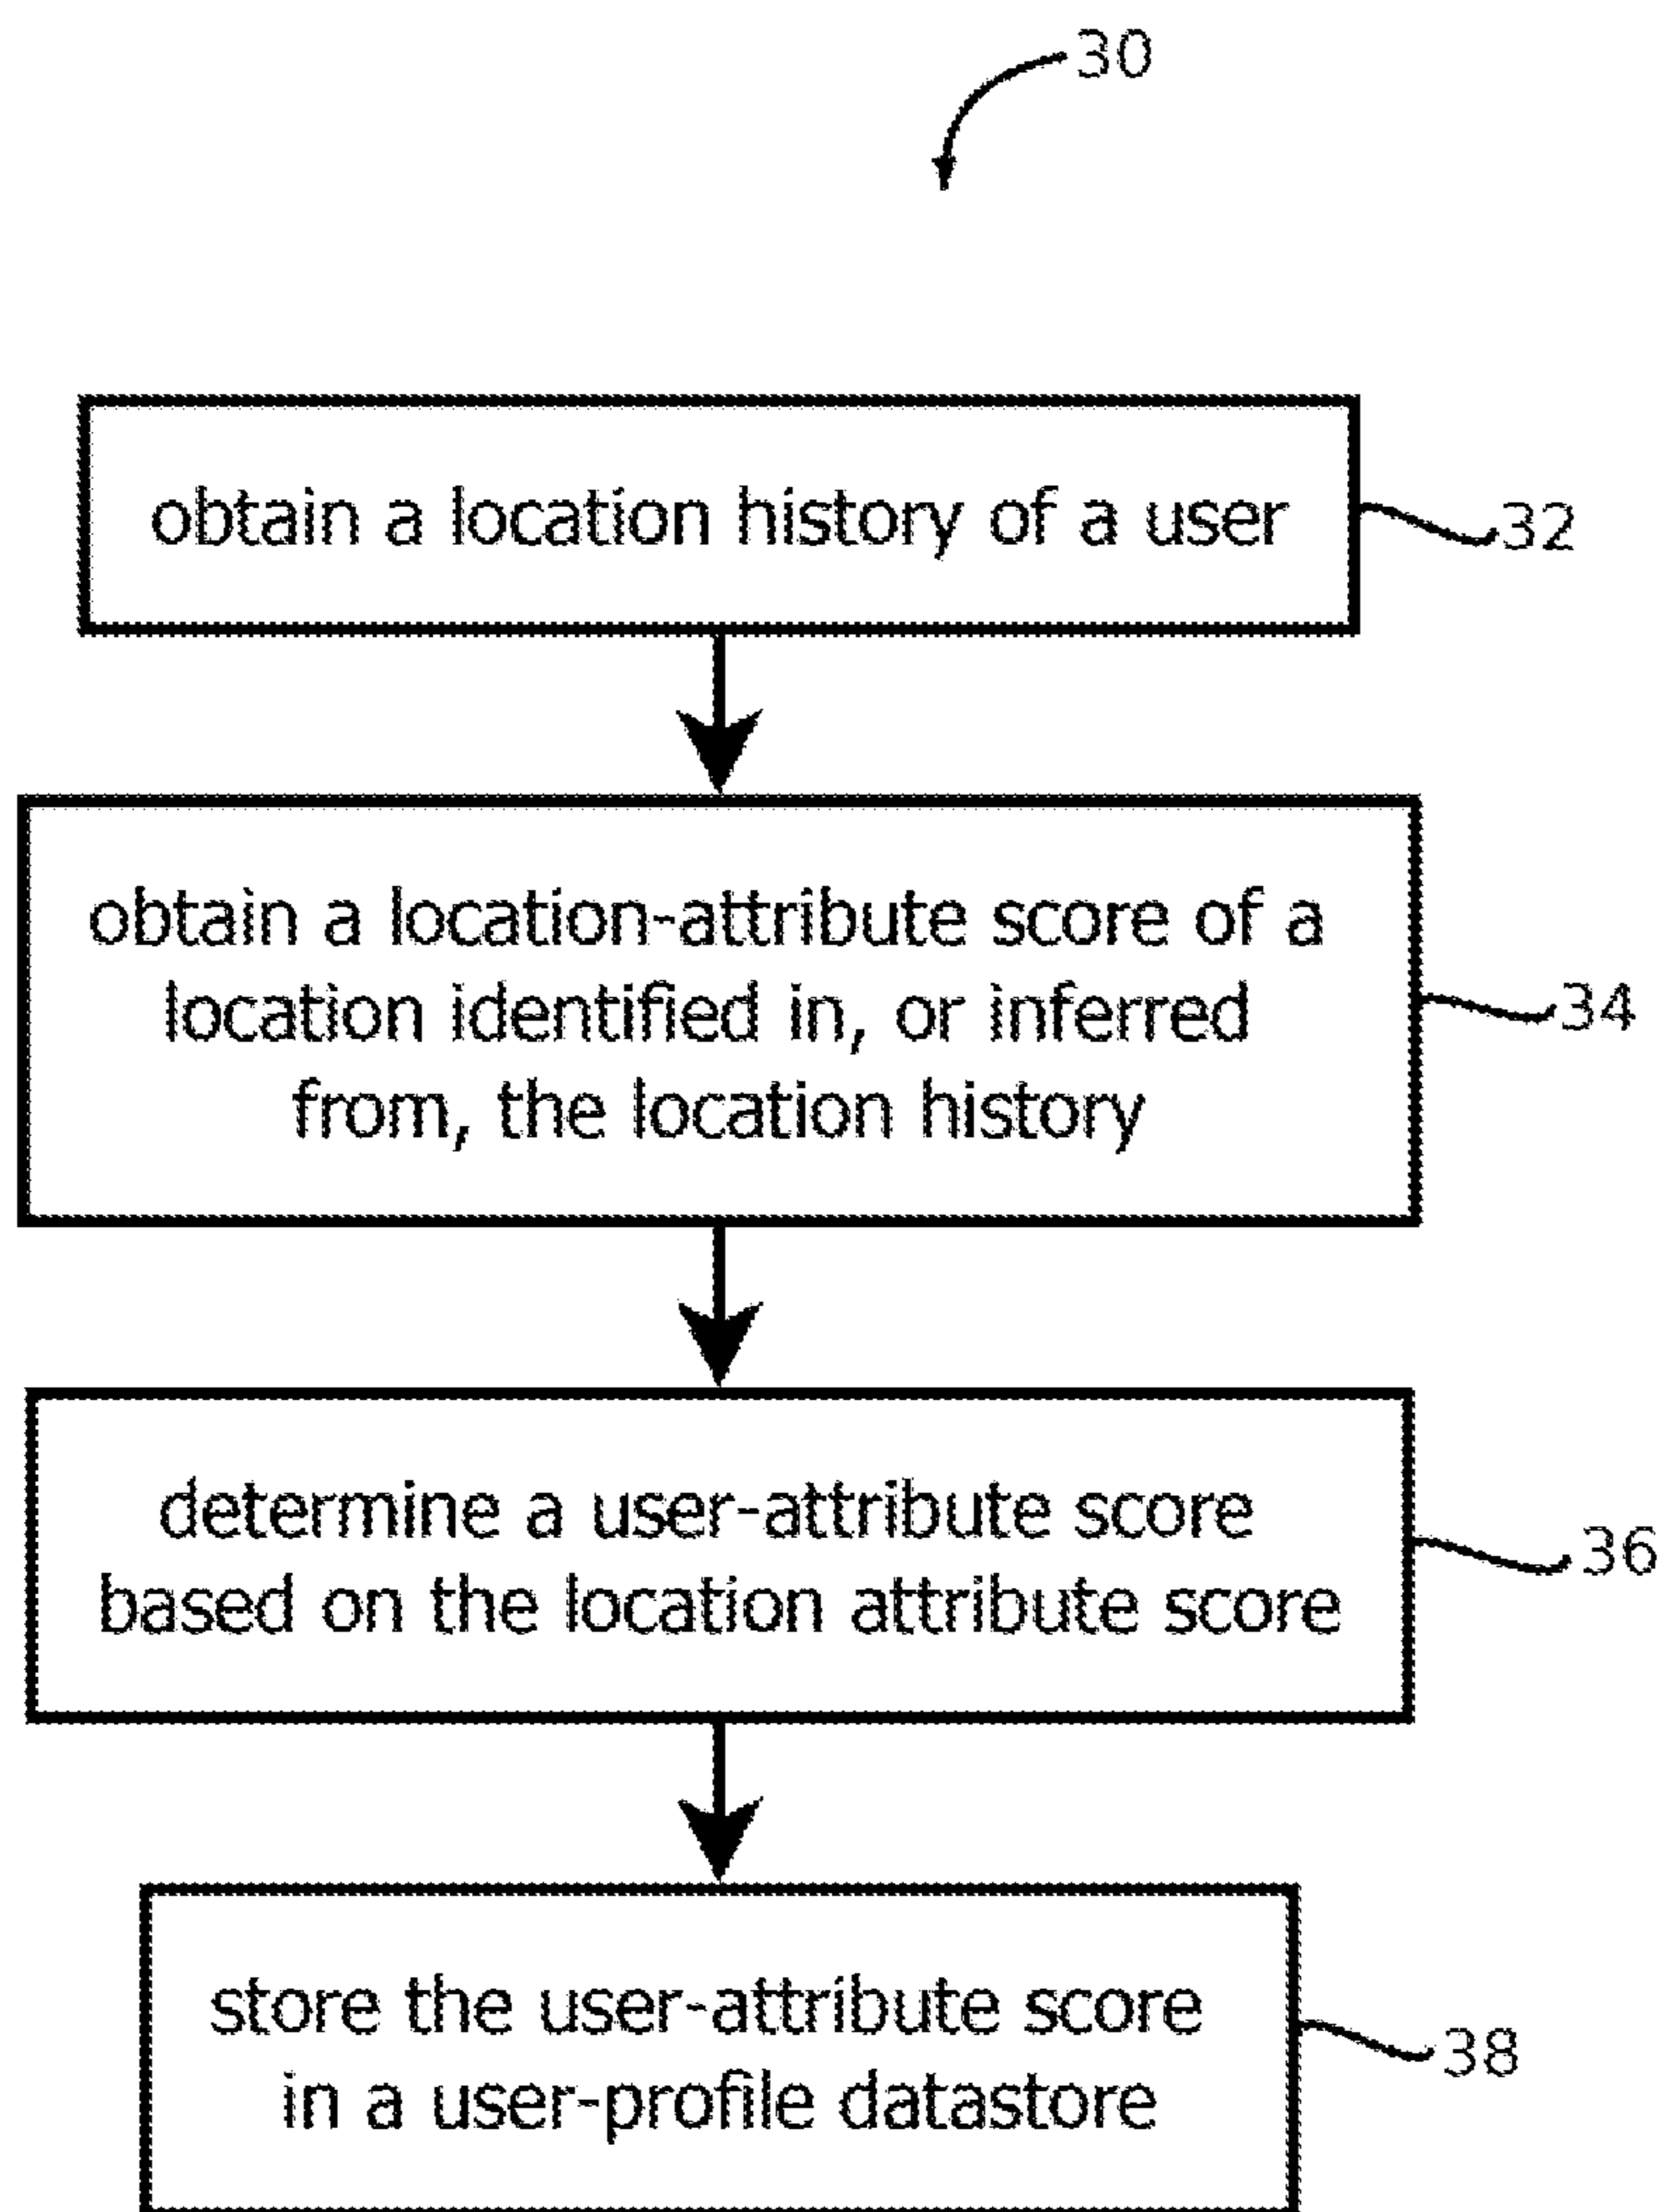 30
obtain a location history of a user
32
obtain a location-attribute score of a
location identified in, or inferred
from, the location history
34
determine a user-attribute score
based on the location attribute score
36
store the user-attribute score
in a user-profile datastore
38